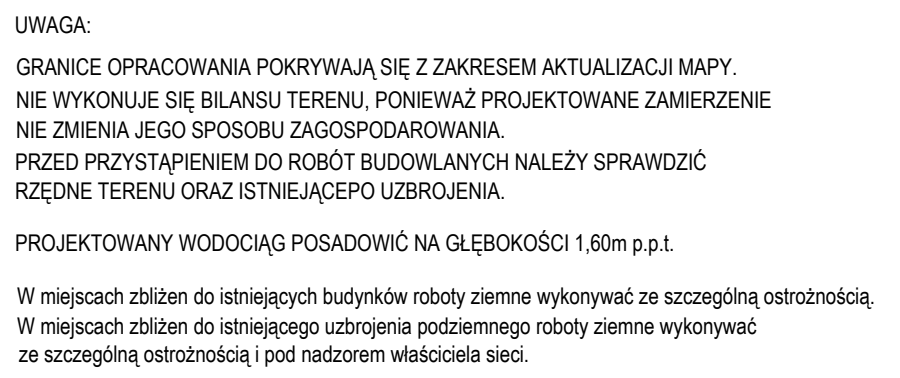 UWAGA:
GRANICE OPRACOWANIA POKRYWAJĄ SIĘ Z ZAKRESEM AKTUALIZACJI MAPY.
NIE WYKONUJE SIĘ BILANSU TERENU, PONIEWAŻ PROJEKTOWANE ZAMIERZENIE
NIE ZMIENIA JEGO SPOSOBU ZAGOSPODAROWANIA.
PRZED PRZYSTĄPIENIEM DO ROBÓT BUDOWLANYCH NALEŻY SPRAWDZIĆ
RZĘDNE TERENU ORAZ ISTNIEJĄCEPO UZBROJENIA.
PROJEKTOWANY WODOCIĄG POSADOWIĆ NA GŁĘBOKOŚCI 1,60m p.p.t.
W miejscach zbliżen do istniejących budynków roboty ziemne wykonywać ze szczególną ostrożnością.
W miejscach zbliżen do istniejącego uzbrojenia podziemnego roboty ziemne wykonywać
ze szczególną ostrożnością i pod nadzorem właściciela sieci.